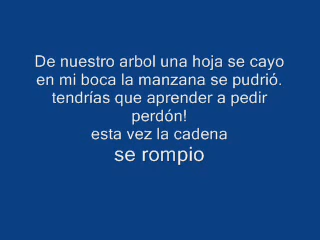 De nuestro arbol una hoja se cayo
en mi boca la manzana se pudrió.
tendrías que aprender a pedir
perdón!
esta vez la cadena
se rompio